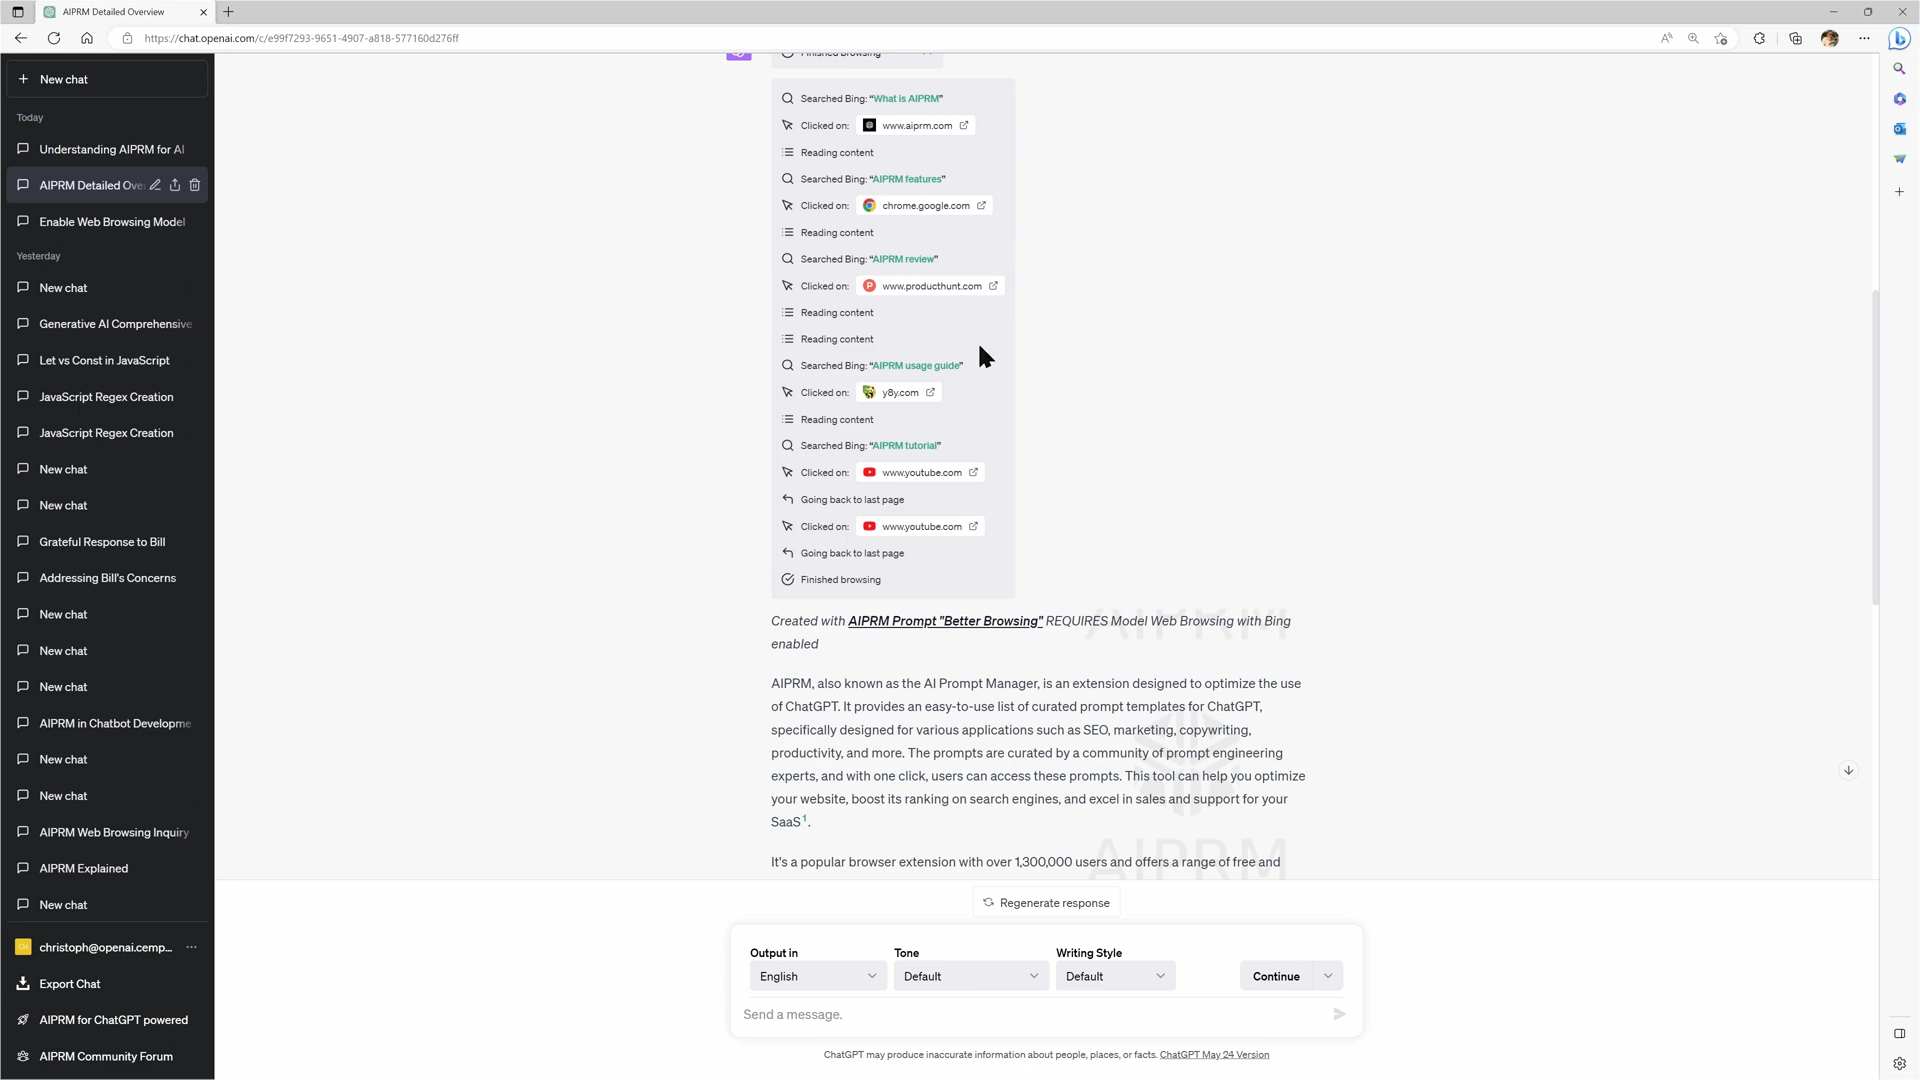 AIPRM Detailed Overview
https://chat.openai.com/c/e99f7293-9651-4907-a818-577160d276ff
New chat
Today
Understanding AIPRM for AI
AIPRM Detailed Ove
Enable Web Browsing Model
Yesterday
New chat
Generative AI Comprehensive
Let vs Const in JavaScript
JavaScript Regex Creation
JavaScript Regex Creation
New chat
New chat
Grateful Response to Bill
Addressing Bill's Concerns
New chat
New chat
New chat
AIPRM in Chatbot Developme
New chat
New chat
AIPRM Web Browsing Inquiry
AIPRM Explained
New chat
christoph@openai.cemp...
Export Chat
AIPRM for ChatGPT powered
AIPRM Community Forum
Finished browsing
Searched Bing: “What is AIPRM”
Clicked on: www.aiprm.com
Reading content
Searched Bing: “AIPRM features”
Clicked on: chrome.google.com
Reading content
Searched Bing: “AIPRM review”
Clicked on: www.producthunt.com
Reading content
Reading content
Searched Bing: “AIPRM usage guide”
Clicked on: y8y.com
Reading content
Searched Bing: “AIPRM tutorial”
Clicked on: www.youtube.com
Going back to last page
Clicked on: www.youtube.com
Going back to last page
Finished browsing
Created with AIPRM Prompt "Better Browsing" REQUIRES Model Web Browsing with Bing
enabled
AIPRM, also known as the AI Prompt Manager, is an extension designed to optimize the use
of ChatGPT. It provides an easy-to-use list of curated prompt templates for ChatGPT,
specifically designed for various applications such as SEO, marketing, copywriting,
productivity, and more. The prompts are curated by a community of prompt engineering
experts, and with one click, users can access these prompts. This tool can help you optimize
your website, boost its ranking on search engines, and excel in sales and support for your
SaaS1.
It's a popular browser extension with over 1,300,000 users and offers a range of free and
AIPRM
AIPRM
Regenerate response
Output in
Tone
Writing Style
English
Default
Default
Continue
Send a message.
ChatGPT may produce inaccurate information about people, places, or facts. ChatGPT May 24 Version